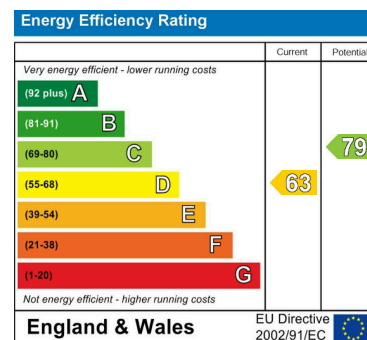 Energy Efficiency Rating
Current Potential
Very energy efficient - lower running costs
(92 plus) A
(81-91) B
(69-80) C
79
(55-68) D
63
(39-54) E
(21-38) F
(1-20) G
Not energy efficient - higher running costs
England & Wales
EU Directive
2002/91/EC